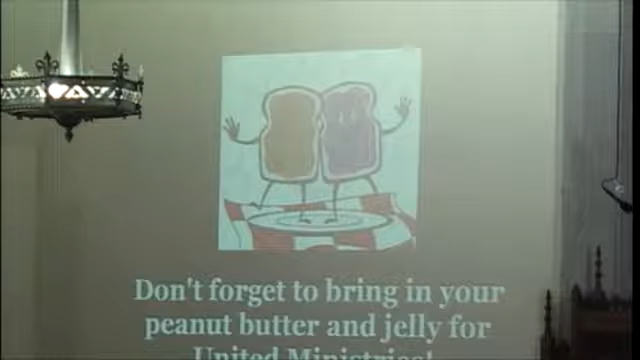 Don't forget to bring in your
peanut butter and jelly for
United Ministries!